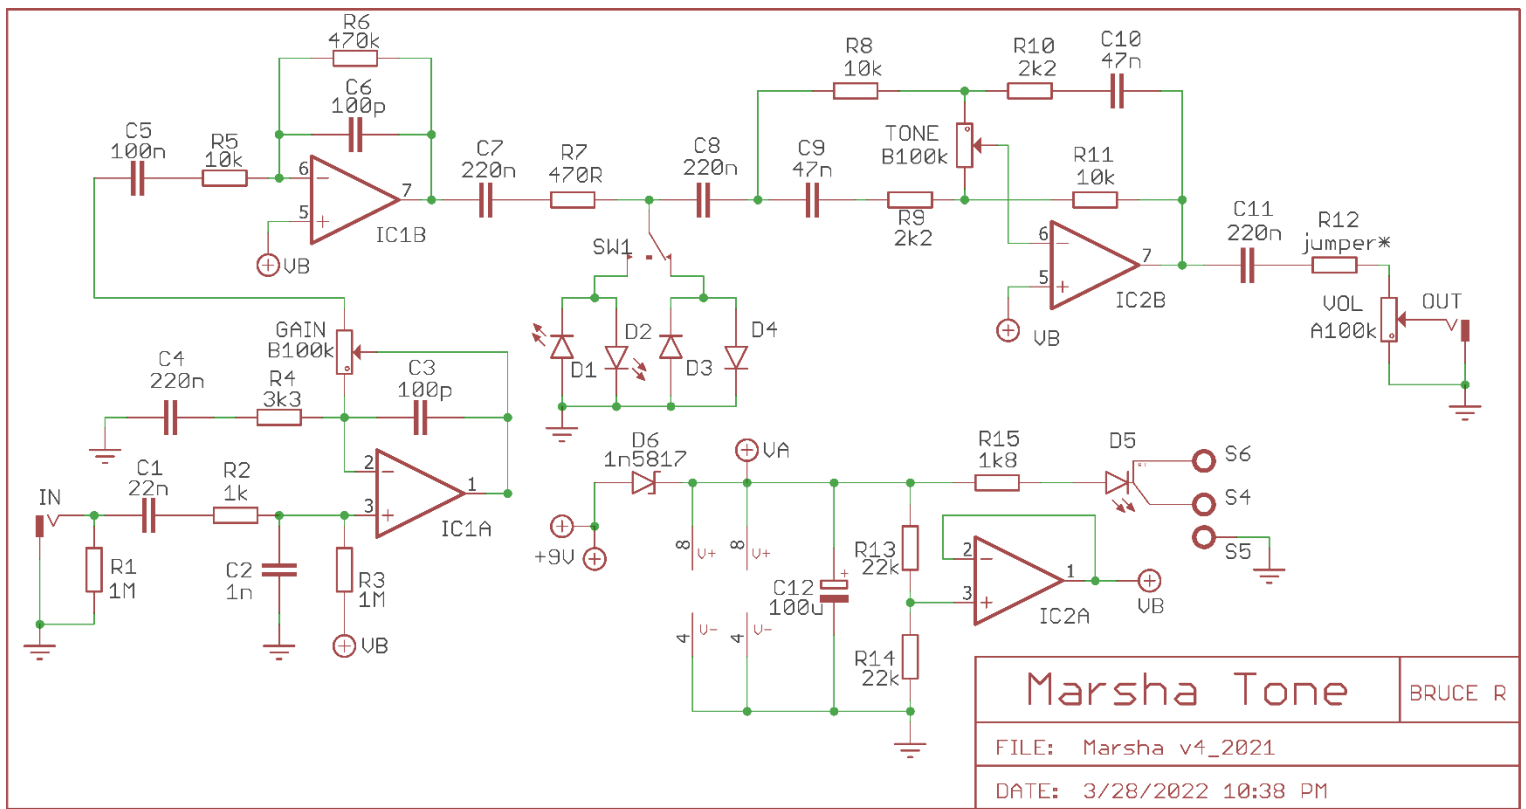 R6
470k
C6
100p
C5
100n
R5
10k
6
7
5
IC1B
VB
C7
220n
R7
470R
SW1
C8
220n
R8
10k
C9
47n
R9
2k2
TONE
B100k
R10
2k2
C10
47n
R11
10k
6
7
5
IC2B
VB
C11
220n
R12
jumper*
VOL
A100k
OUT
D1
D2
D3
D4
GAIN
B100k
C4
220n
R4
3k3
C3
100p
IN
C1
22n
R2
1k
2
1
3
IC1A
R1
1M
C2
1n
R3
1M
VB
D6
1n5817
+9V
VA
8
V+
8
V+
4
V-
4
V-
C12
100u
+
R13
22k
R14
22k
R15
1k8
D5
S6
S4
S5
2
1
3
IC2A
VB
Marsha Tone
BRUCE R
FILE: Marsha v4_2021
DATE: 3/28/2022 10:38 PM